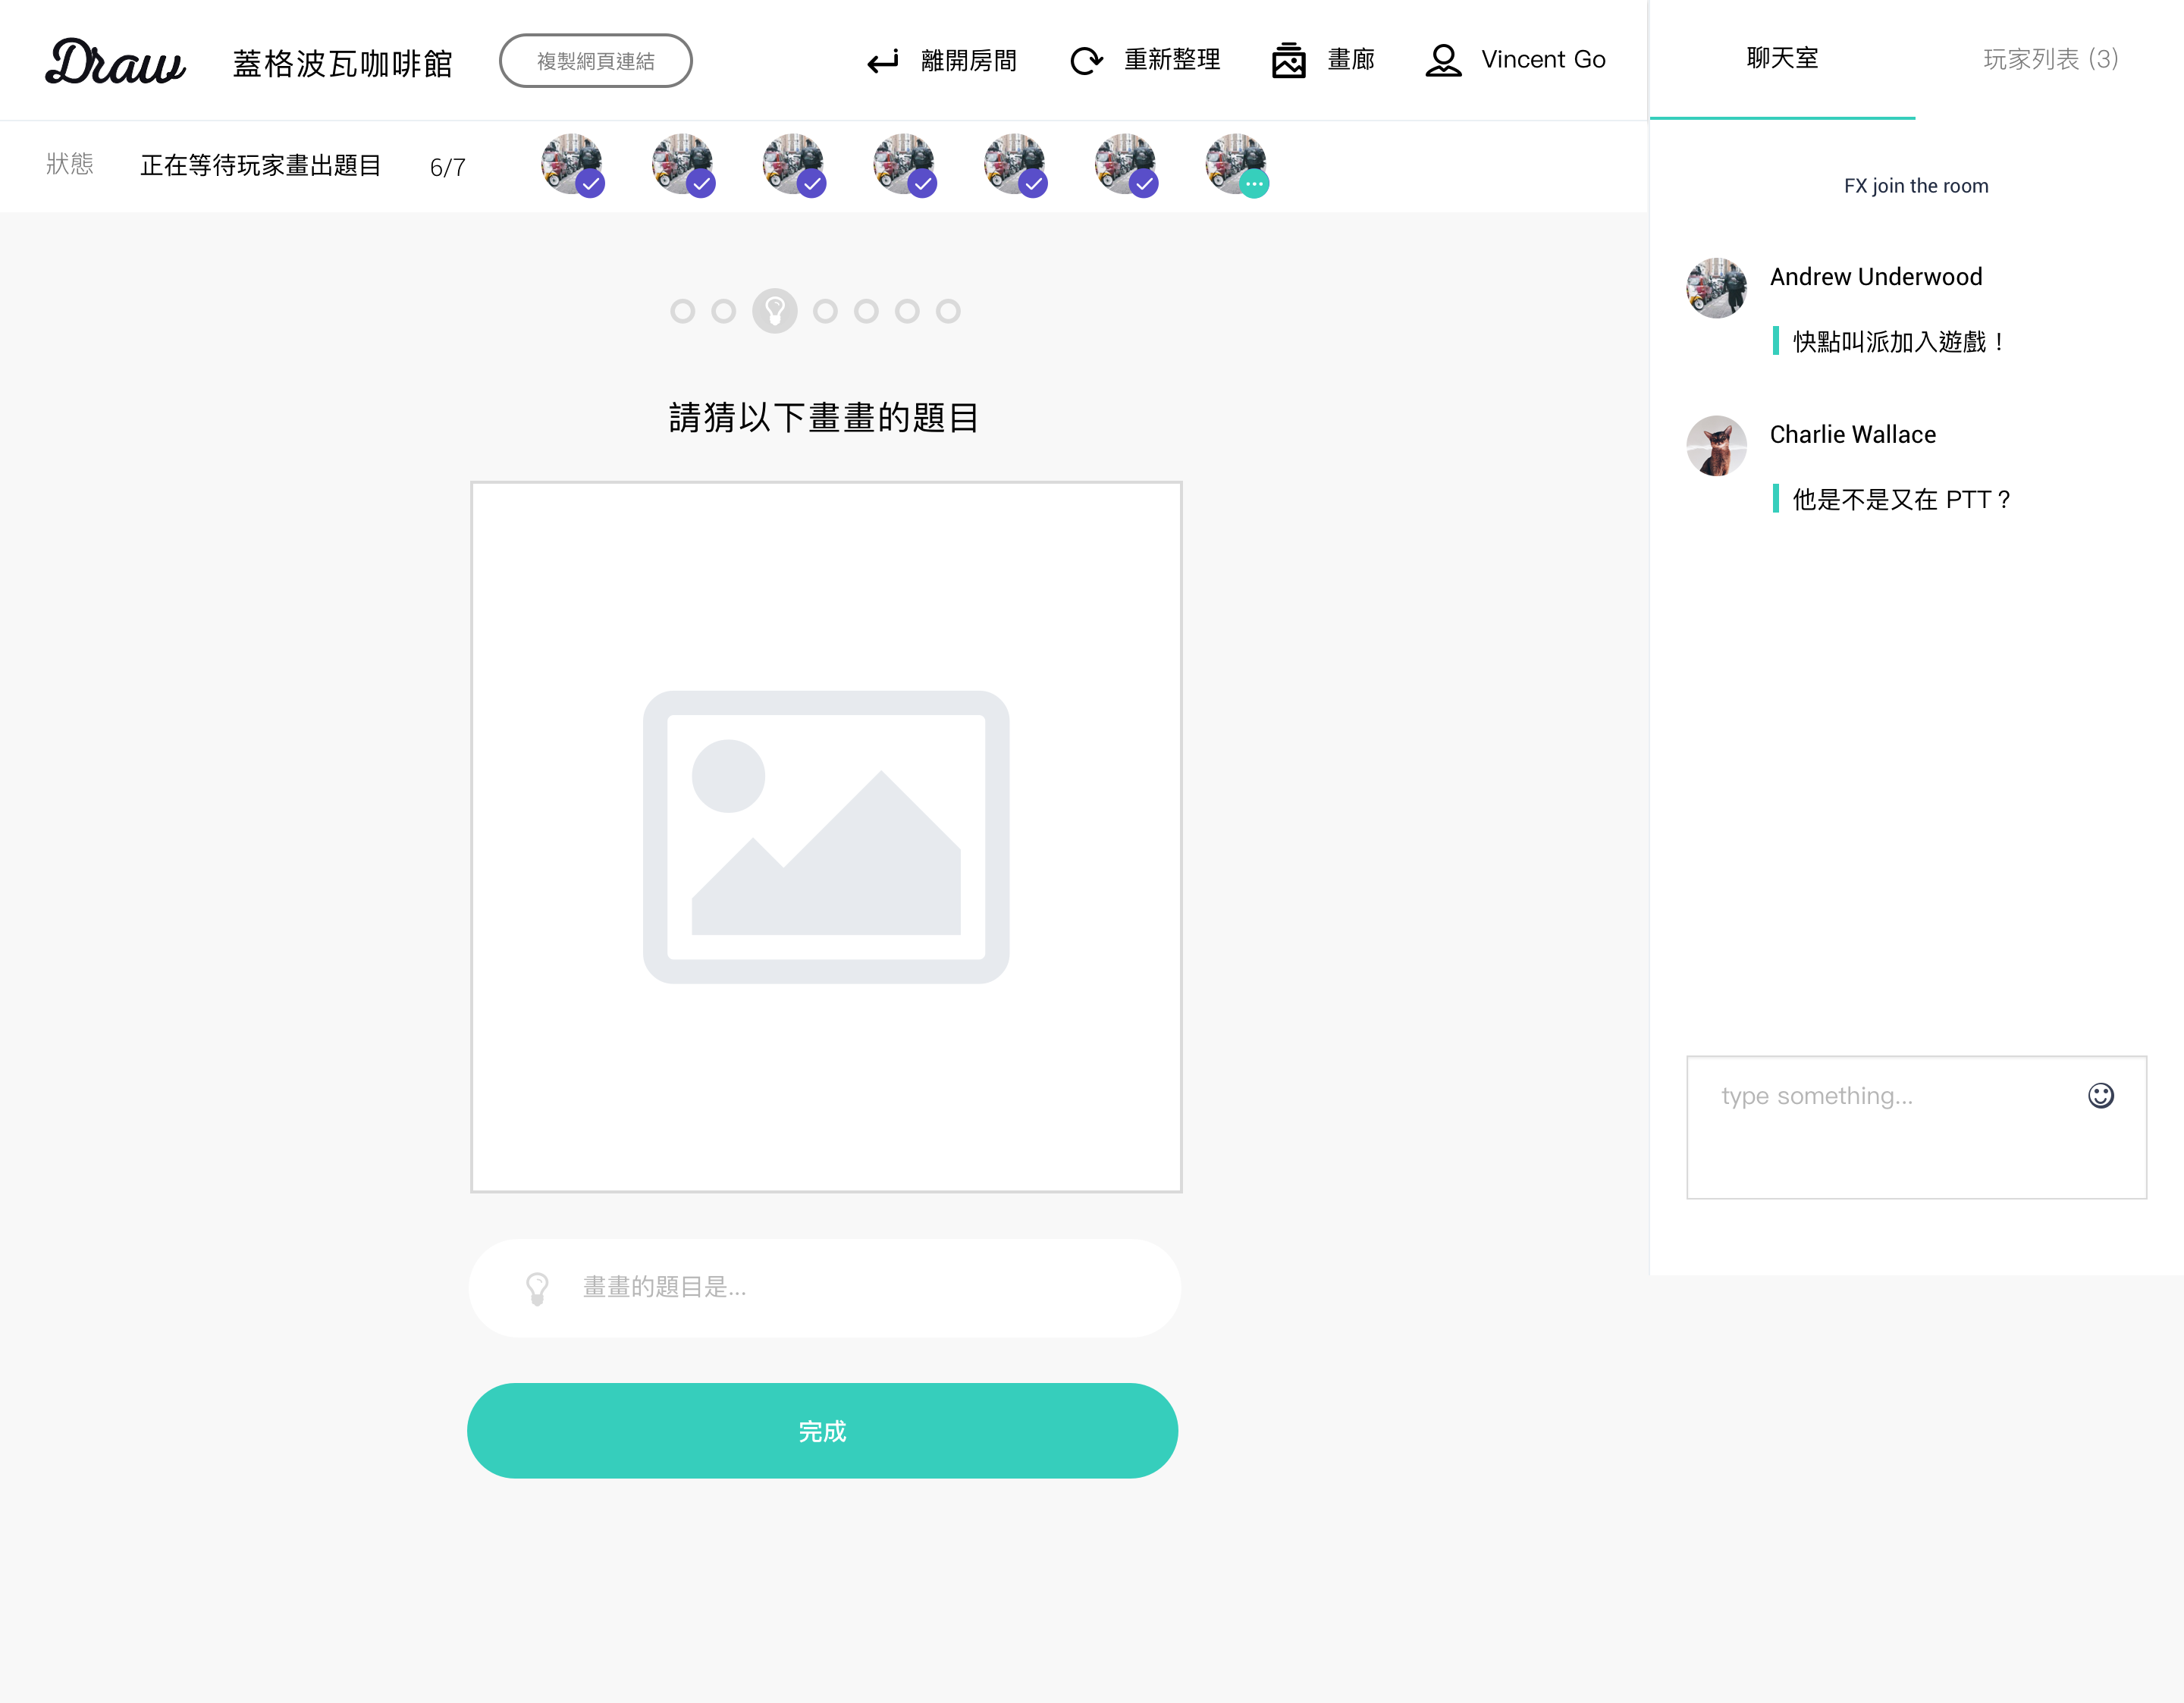 Draw
蓋格波瓦咖啡館
複製網頁連結
離開房間
重新整理
畫廊
Vincent Go
聊天室
玩家列表 (3)
狀態
正在等待玩家畫出題目
6/7
請猜以下畫畫的題目
畫畫的題目是...
完成
FX join the room
Andrew Underwood
快點叫派加入遊戲！
Charlie Wallace
他是不是又在 PTT？
type something...